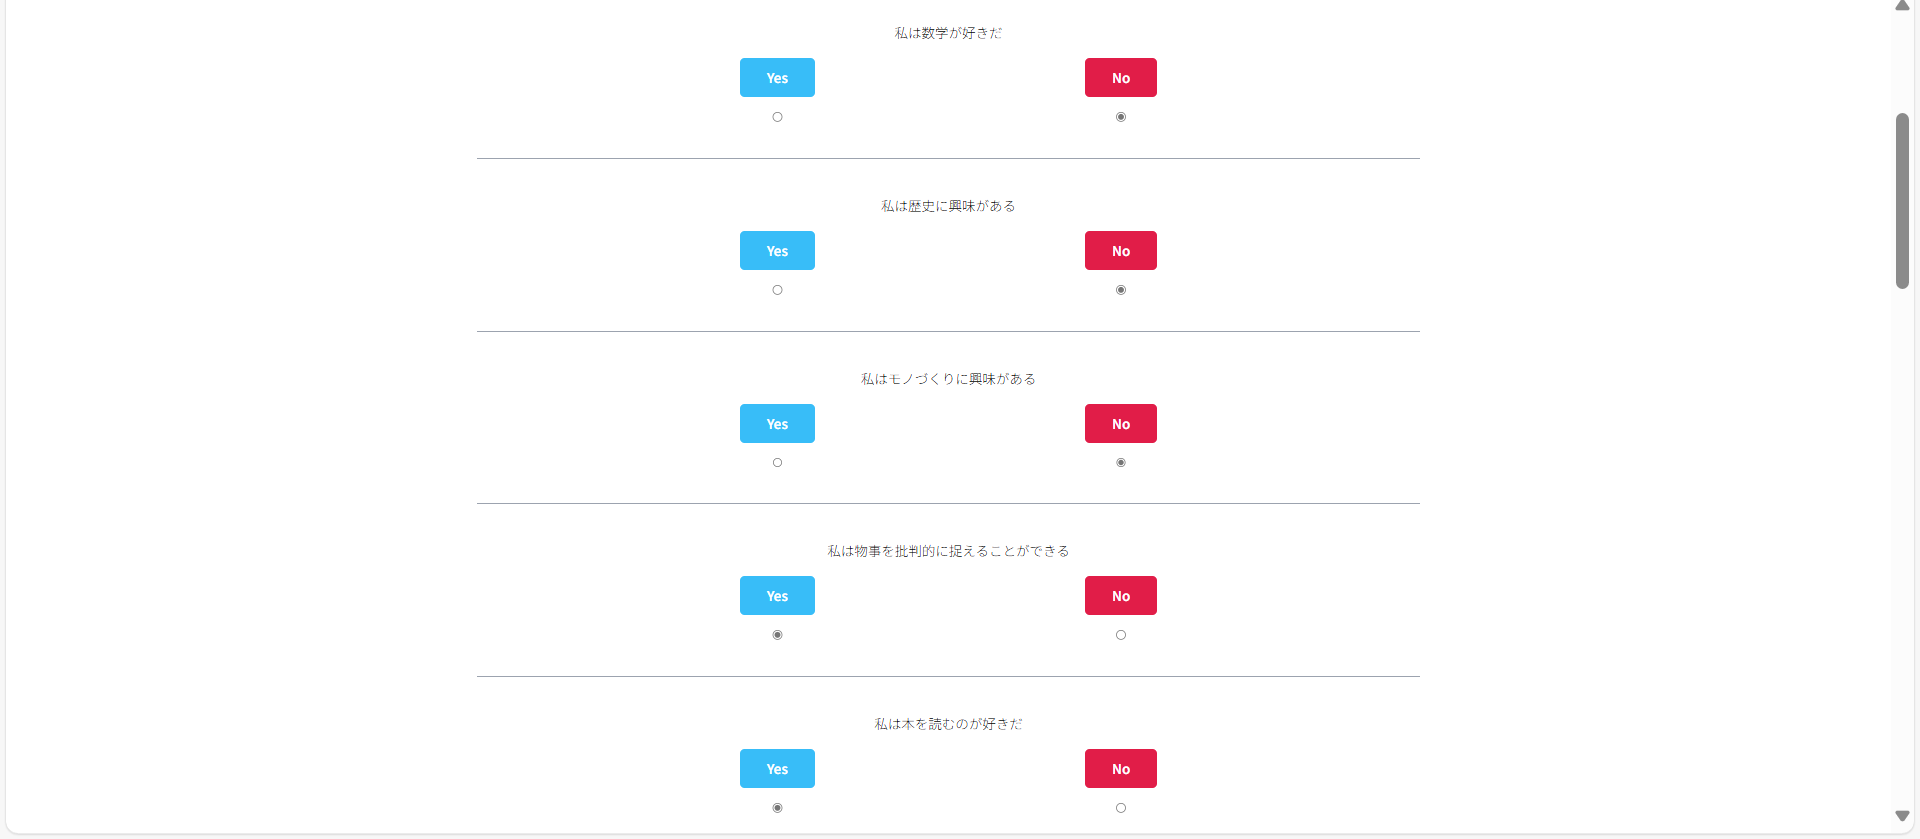 私は数学が好きだ
Yes No
私は歴史に興味がある
Yes No
私はモノづくりに興味がある
Yes No
私は物事を批判的に捉えることができる
Yes No
私は本を読むのが好きだ
Yes No